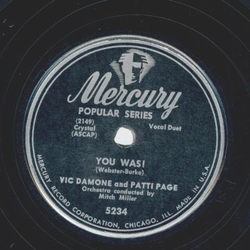 Mercury
POPULAR SERIES
(2149)
Crystal
(ASCAP)
Vocal Duet
YOU WAS!
(Webster-Burke)
VIC DAMONE and PATTI PAGE
Orchestra conducted by
Mitch Miller
5234
MERCURY RECORD CORPORATION, CHICAGO, ILL. MADE IN U.S.A.